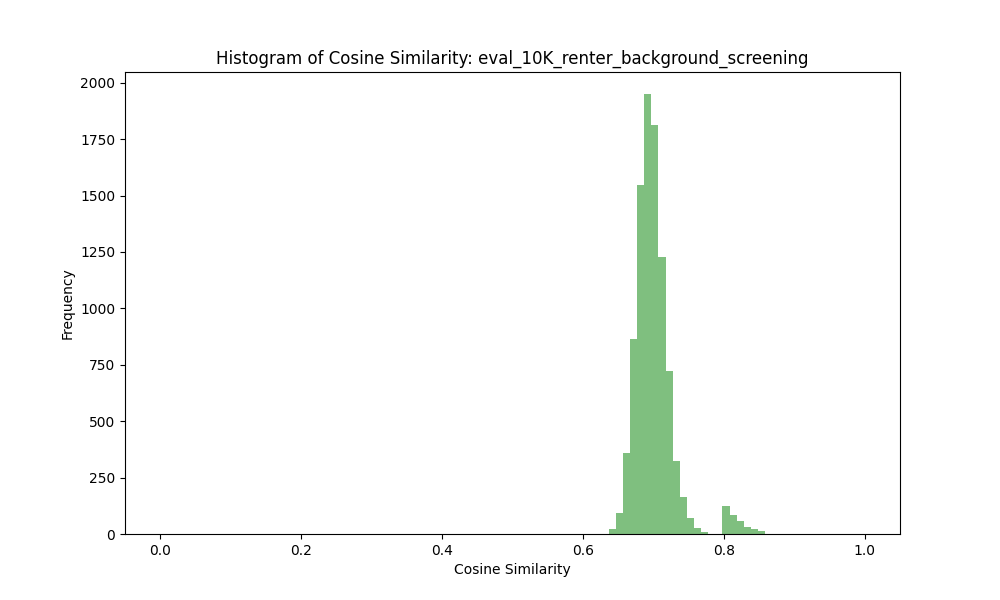 Histogram of Cosine Similarity: eval_10K_renter_background_screening
2000
1750
1500
1250
1000
750
500
250
0
Frequency
0.0 0.2 0.4 0.6 0.8 1.0
Cosine Similarity